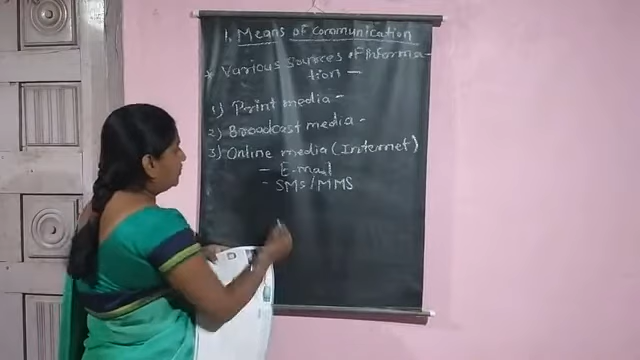 1. Means of communication
* Various sources of Informa-
tion -
1) Print media -
2) Broadcast media -
3) Online media (Internet)
- E-mail
- SMS/MMS